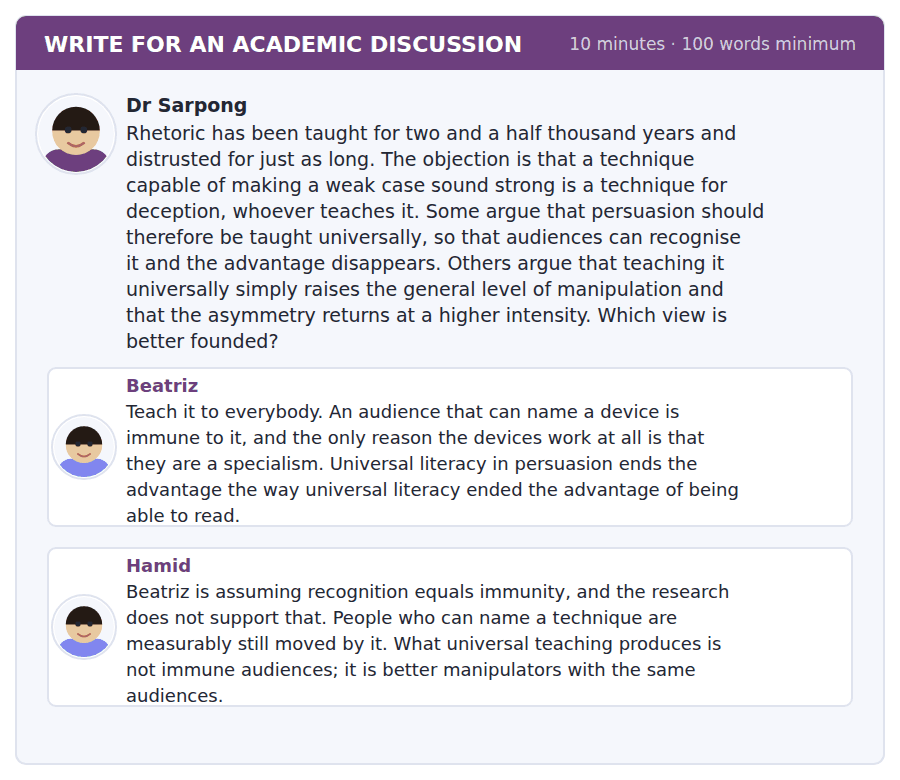 WRITE FOR AN ACADEMIC DISCUSSION
10 minutes · 100 words minimum
Dr Sarpong
Rhetoric has been taught for two and a half thousand years and
distrusted for just as long. The objection is that a technique
capable of making a weak case sound strong is a technique for
deception, whoever teaches it. Some argue that persuasion should
therefore be taught universally, so that audiences can recognise
it and the advantage disappears. Others argue that teaching it
universally simply raises the general level of manipulation and
that the asymmetry returns at a higher intensity. Which view is
better founded?
Beatriz
Teach it to everybody. An audience that can name a device is
immune to it, and the only reason the devices work at all is that
they are a specialism. Universal literacy in persuasion ends the
advantage the way universal literacy ended the advantage of being
able to read.
Hamid
Beatriz is assuming recognition equals immunity, and the research
does not support that. People who can name a technique are
measurably still moved by it. What universal teaching produces is
not immune audiences; it is better manipulators with the same
audiences.